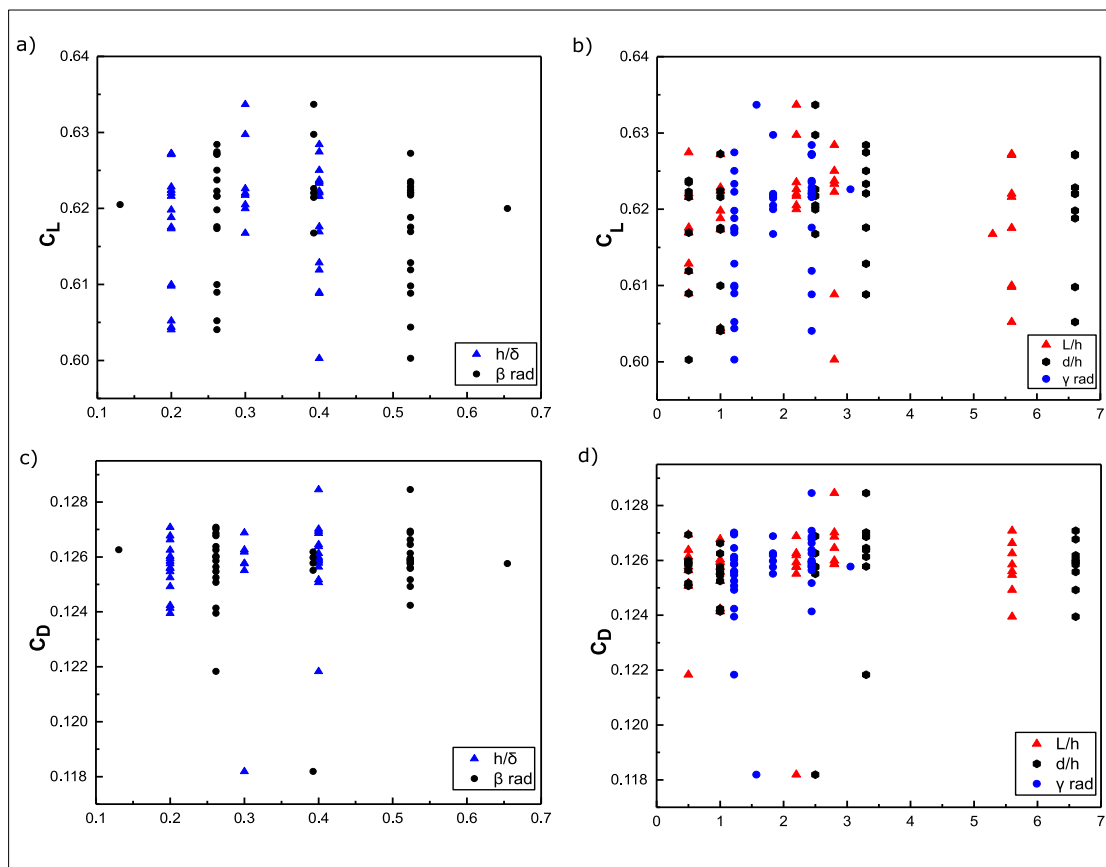 a)
0.64
0.63
0.62
0.61
0.60
C_L
h/δ
β rad
0.1 0.2 0.3 0.4 0.5 0.6 0.7
b)
0.64
0.63
0.62
0.61
0.60
C_L
L/h
d/h
γ rad
0 1 2 3 4 5 6 7
c)
0.128
0.126
0.124
0.122
0.120
0.118
C_D
h/δ
β rad
0.1 0.2 0.3 0.4 0.5 0.6 0.7
d)
0.128
0.126
0.124
0.122
0.120
0.118
C_D
L/h
d/h
γ rad
0 1 2 3 4 5 6 7